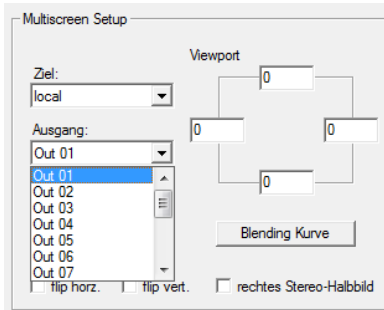 Multiscreen Setup
Viewport
Ziel:
local
0
Ausgang:
0
0
Out 01
Out 01
Out 02
Out 03
Out 04
Out 05
Out 06
Out 07
0
Blending Kurve
flip horz.
flip vert.
rechtes Stereo-Halbbild